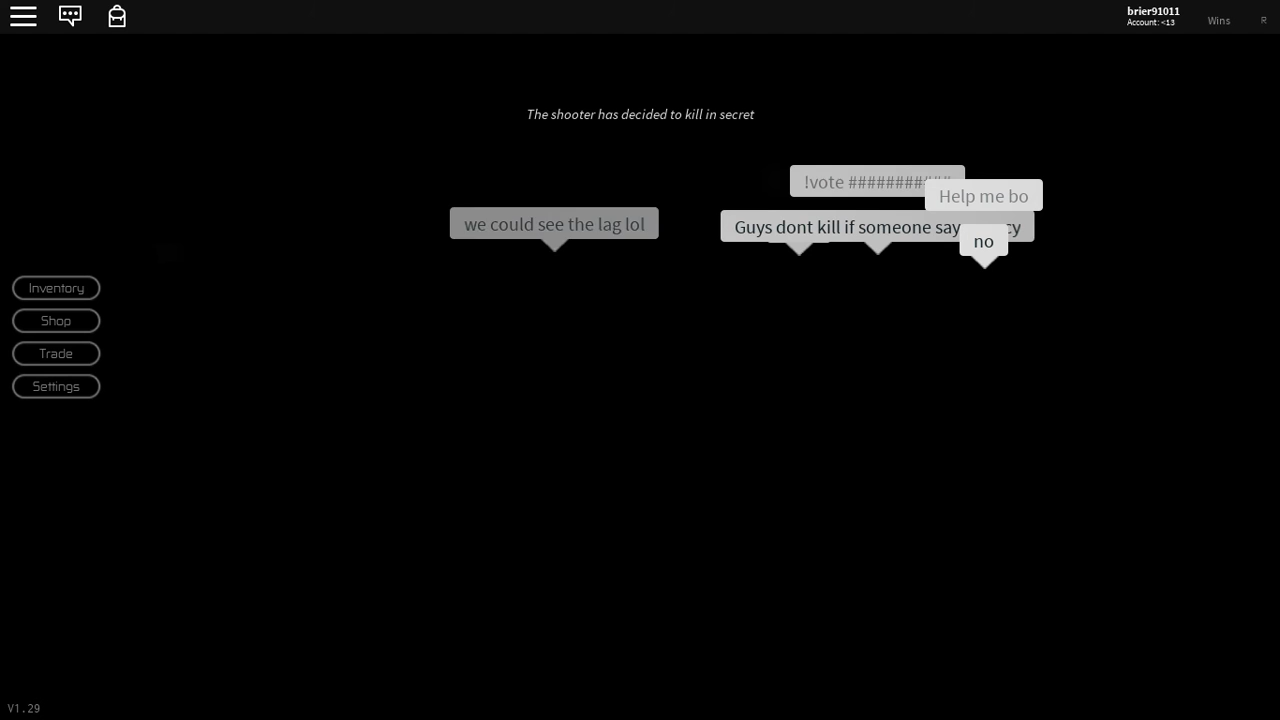 brier91011
Account: <13
Wins
R
The shooter has decided to kill in secret
!vote
Help me bo
we could see the lag lol
Guys dont kill if someone say
no
Inventory
Shop
Trade
Settings
V1.29